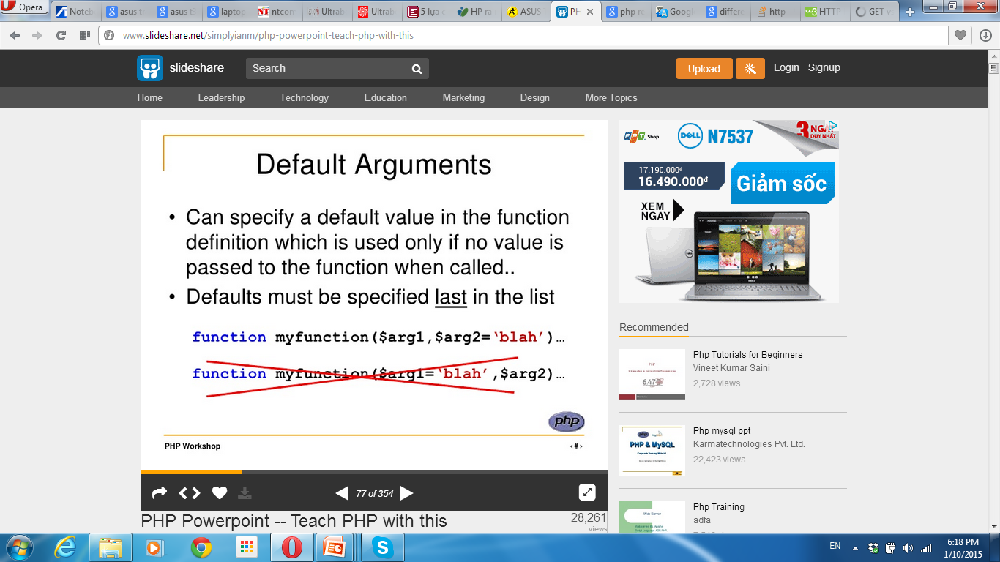 Opera
Noteb
asus tr
asus t3
laptop
ntcom
Ultrab
Ultrab
5 lựa c
HP ra
ASUS
PH
php re
Google
differe
http -
HTTP
GET v
www.slideshare.net/simplyianm/php-powerpoint-teach-php-with-this
slideshare
Search
Upload
Login Signup
Home Leadership Technology Education Marketing Design More Topics
Default Arguments
• Can specify a default value in the function
definition which is used only if no value is
passed to the function when called..
• Defaults must be specified last in the list
function myfunction($arg1,$arg2=‘blah’)…
function myfunction($arg1=‘blah’,$arg2)…
php
PHP Workshop
‹#›
77 of 354
PHP Powerpoint -- Teach PHP with this
28,261
views
FPT. Shop
DELL N7537
3 NGÀY
DUY NHẤT
17.190.000đ
16.490.000đ
Giảm sốc
XEM
NGAY
DELL
Recommended
PHP
6.470
Php Tutorials for Beginners
Vineet Kumar Saini
2,728 views
PHP & MySQL
Php mysql ppt
Karmatechnologies Pvt. Ltd.
22,423 views
Web Server
Php Training
adfa
EN
6:18 PM
1/10/2015